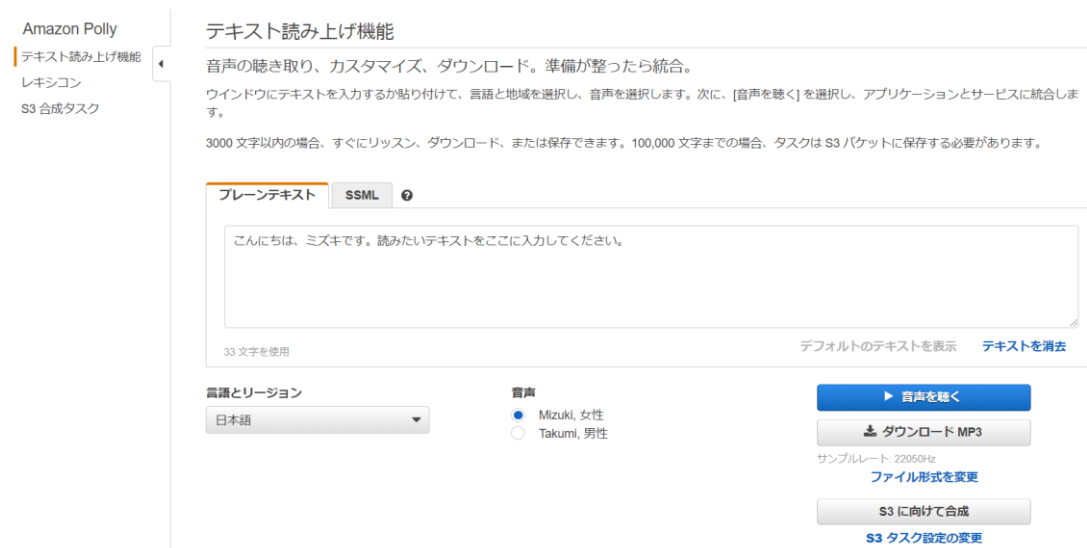 Amazon Polly
テキスト読み上げ機能
レキシコン
S3 合成タスク
テキスト読み上げ機能
音声の聴き取り、カスタマイズ、ダウンロード。準備が整ったら統合。
ウインドウにテキストを入力するか貼り付けて、言語と地域を選択し、音声を選択します。次に、[音声を聴く] を選択し、アプリケーションとサービスに統合しま
す。
3000 文字以内の場合、すぐにリッスン、ダウンロード、または保存できます。100,000 文字までの場合、タスクは S3 バケットに保存する必要があります。
プレーンテキスト SSML
こんにちは、ミズキです。読みたいテキストをここに入力してください。
33 文字を使用
デフォルトのテキストを表示 テキストを消去
言語とリージョン
日本語
音声
Mizuki, 女性
Takumi, 男性
音声を聴く
ダウンロード MP3
サンプルレート: 22050Hz
ファイル形式を変更
S3 に向けて合成
S3 タスク設定の変更